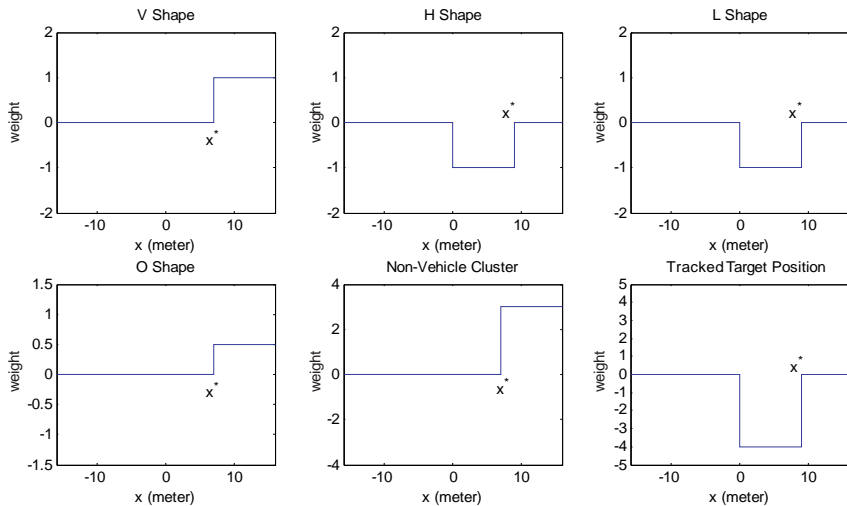 V Shape
2
1
0
-1
-2
weight
x*
-10 0 10
x (meter)
H Shape
2
1
0
-1
-2
weight
x*
-10 0 10
x (meter)
L Shape
2
1
0
-1
-2
weight
x*
-10 0 10
x (meter)
O Shape
1.5
1
0.5
0
-0.5
-1
-1.5
weight
x*
-10 0 10
x (meter)
Non-Vehicle Cluster
4
2
0
-2
-4
weight
x*
-10 0 10
x (meter)
Tracked Target Position
5
4
3
2
1
0
-1
-2
-3
-4
-5
weight
x*
-10 0 10
x (meter)